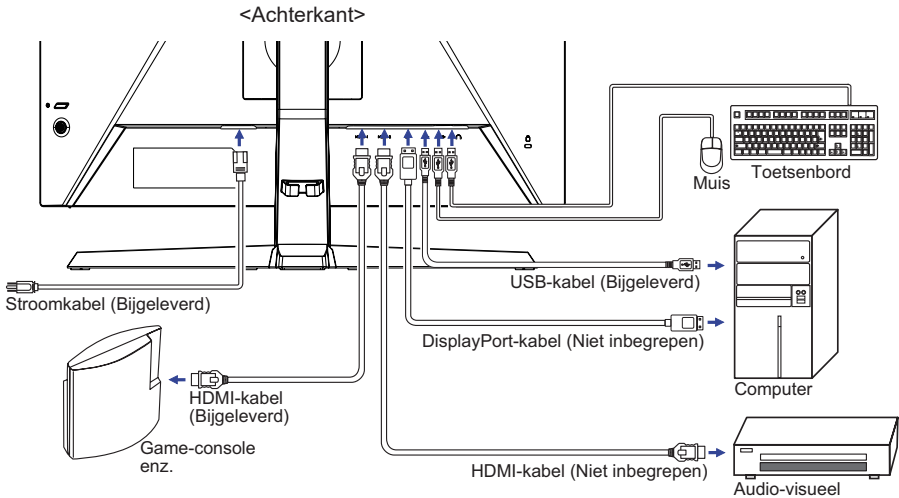 <Achterkant>
Muis
Toetsenbord
USB-kabel (Bijgeleverd)
Stroomkabel (Bijgeleverd)
DisplayPort-kabel (Niet inbegrepen)
Computer
HDMI-kabel
(Bijgeleverd)
Game-console
enz.
HDMI-kabel (Niet inbegrepen)
Audio-visueel